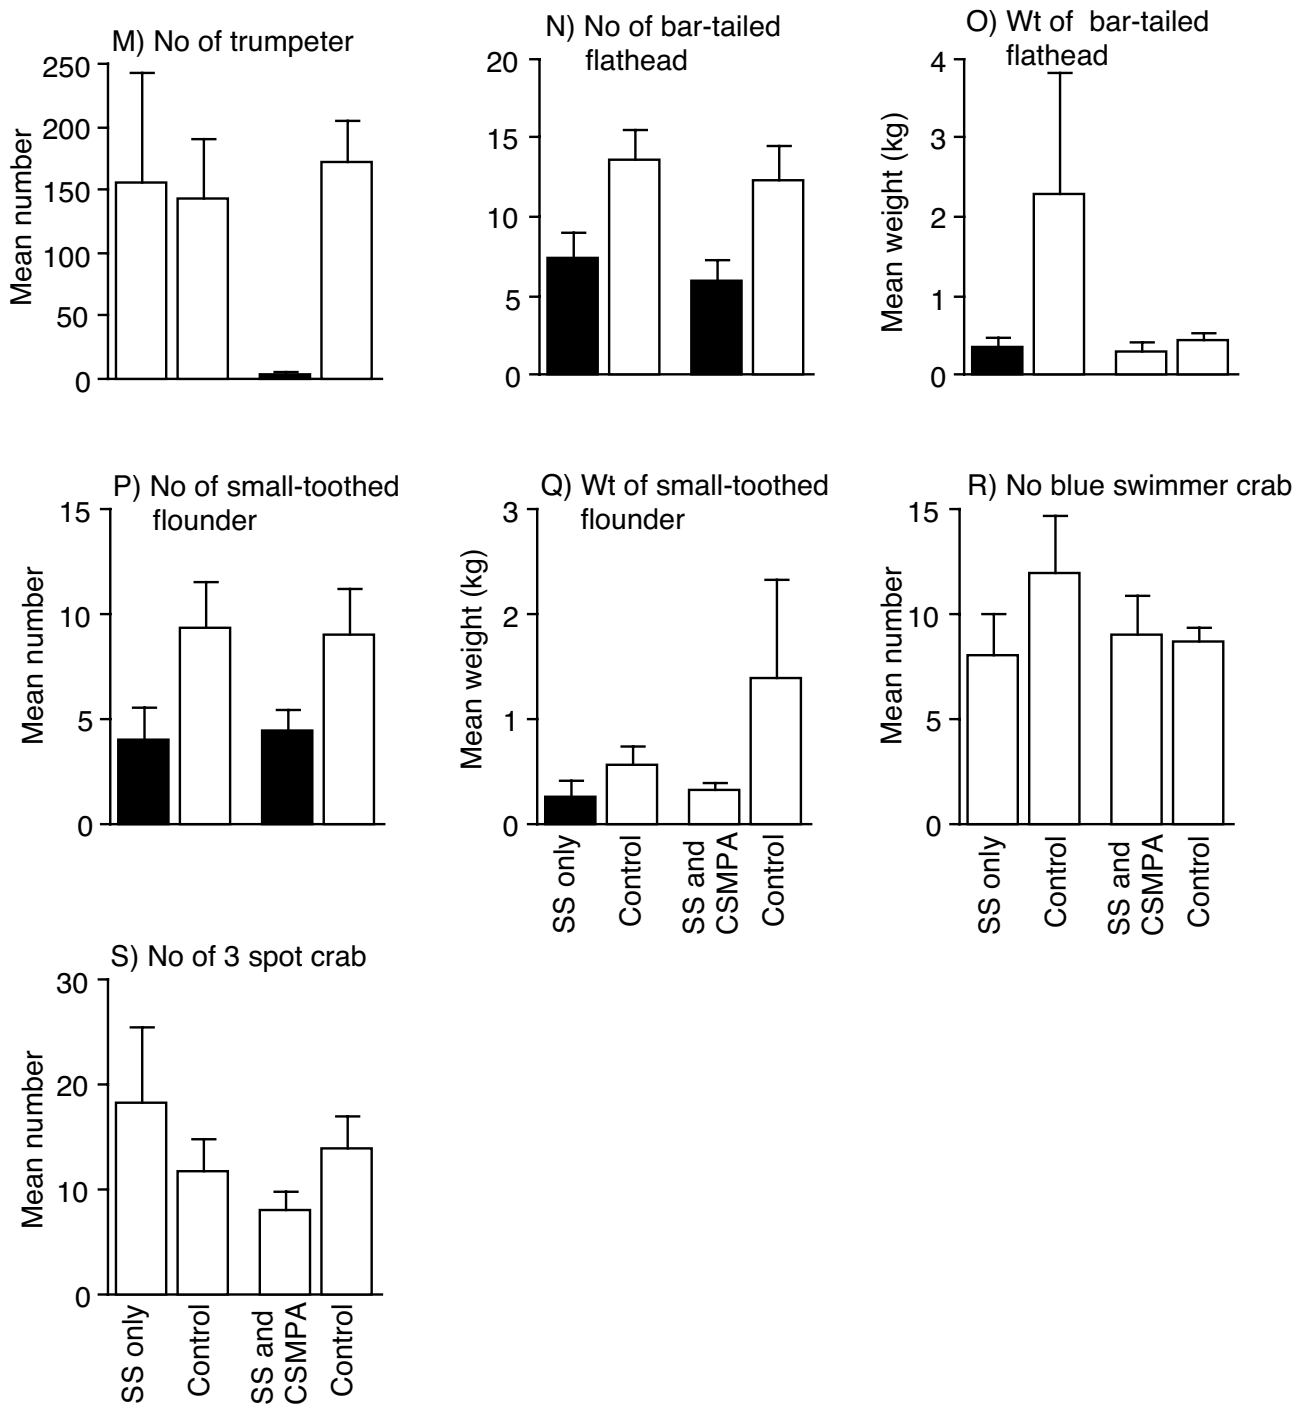 M) No of trumpeter
250
200
150
100
50
0
Mean number
N) No of bar-tailed
flathead
20
15
10
5
0
O) Wt of bar-tailed
flathead
4
3
2
1
0
Mean weight (kg)
P) No of small-toothed
flounder
15
10
5
0
Mean number
Q) Wt of small-toothed
flounder
3
2
1
0
Mean weight (kg)
SS only
Control
SS and
CSMPA
Control
R) No blue swimmer crab
15
10
5
0
Mean number
SS only
Control
SS and
CSMPA
Control
S) No of 3 spot crab
30
20
10
0
Mean number
SS only
Control
SS and
CSMPA
Control